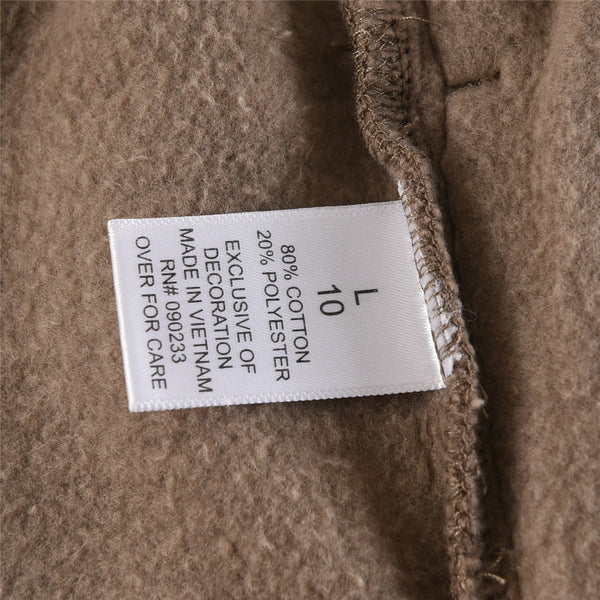 L
10
80% COTTON
20% POLYESTER
EXCLUSIVE OF
DECORATION
MADE IN VIETNAM
RN# 090233
OVER FOR CARE